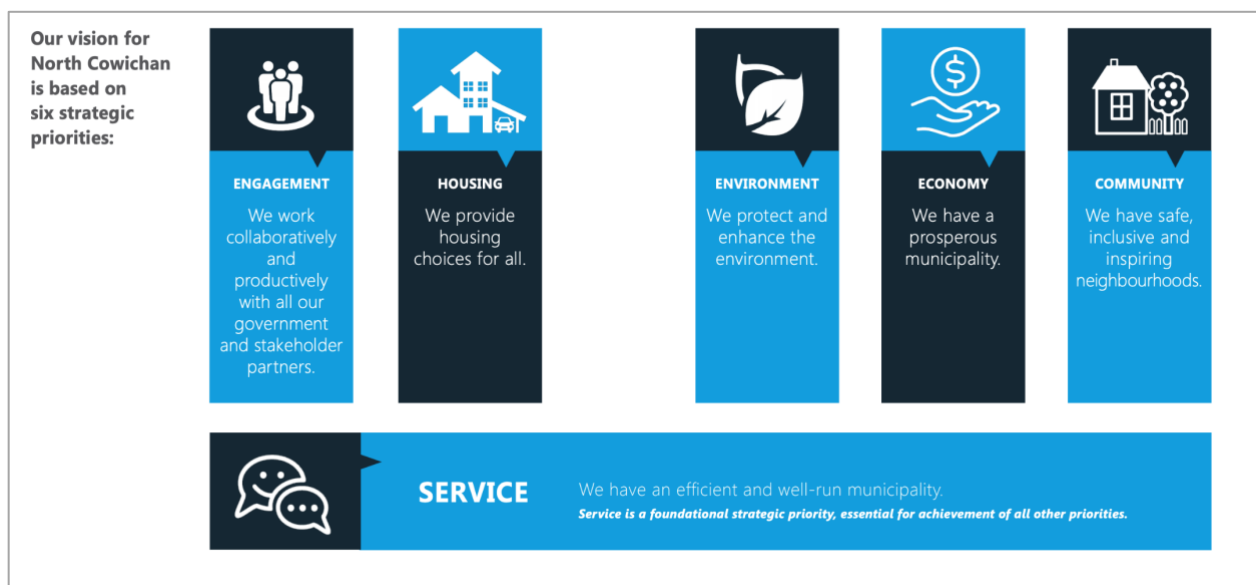 Our vision for
North Cowichan
is based on
six strategic
priorities:
ENGAGEMENT
We work
collaboratively
and
productively
with all our
government
and stakeholder
partners.
HOUSING
We provide
housing
choices for all.
ENVIRONMENT
We protect and
enhance the
environment.
$
ECONOMY
We have a
prosperous
municipality.
COMMUNITY
We have safe,
inclusive and
inspiring
neighbourhoods.
SERVICE
We have an efficient and well-run municipality.
Service is a foundational strategic priority, essential for achievement of all other priorities.